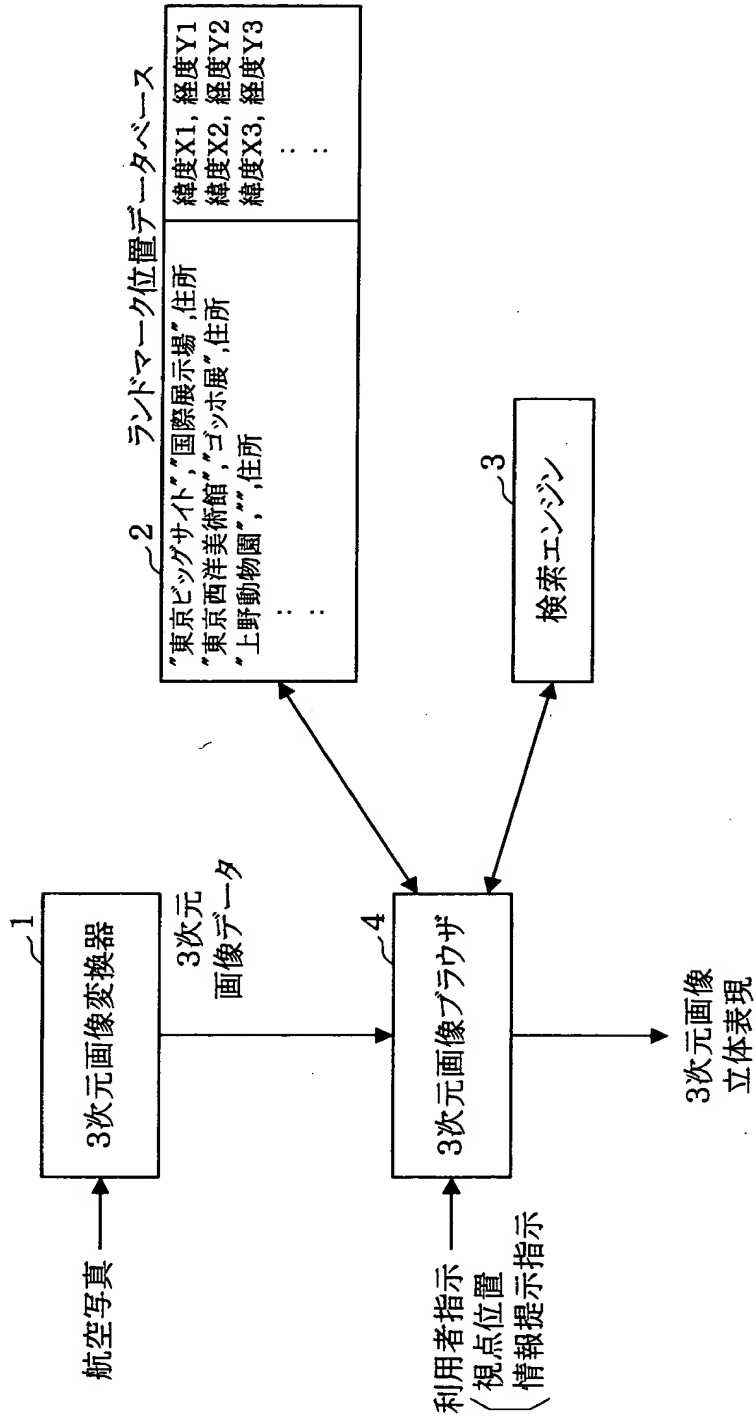 航空写真
1
3次元画像変換器
3次元
画像データ
2
ランドマーク位置データベース
"東京ビッグサイト","国際展示場",住所
緯度X1, 経度Y1
"東京西洋美術館","ゴッホ展",住所
緯度X2, 経度Y2
"上野動物園","",住所
緯度X3, 経度Y3
:
:
:
:
利用者指示
視点位置
情報提示指示
4
3次元画像ブラウザ
3
検索エンジン
3次元画像
立体表現